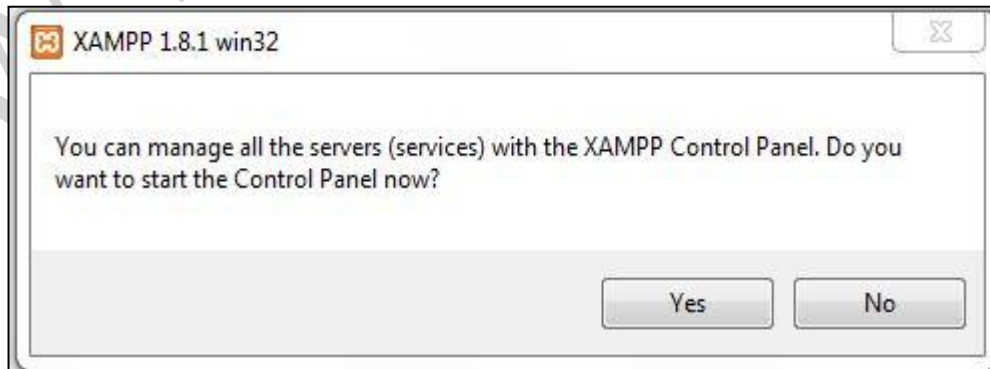 XAMPP 1.8.1 win32
You can manage all the servers (services) with the XAMPP Control Panel. Do you
want to start the Control Panel now?
Yes
No